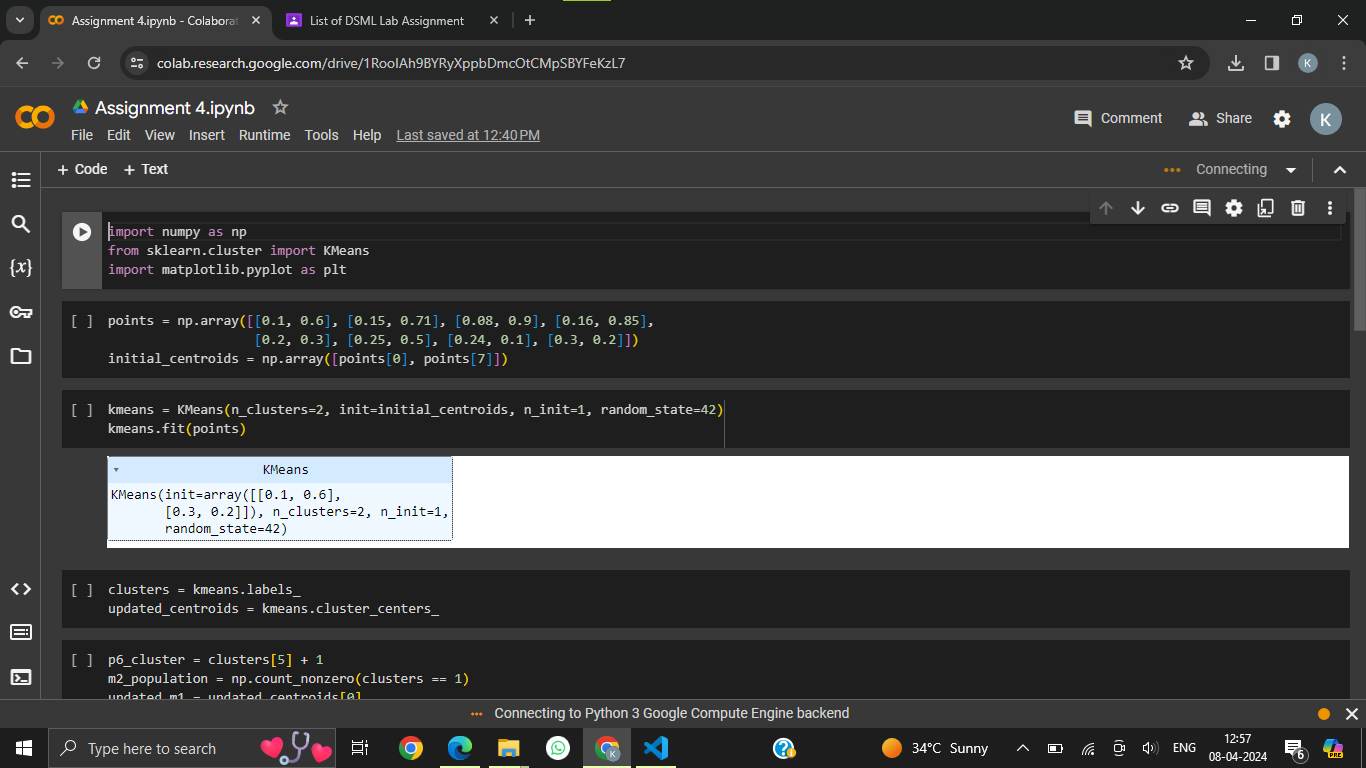 Assignment 4.ipynb - Colaborat
List of DSML Lab Assignment
colab.research.google.com/drive/1RooIAh9BYRyXppbDmcOtCMpSBYFeKzL7
K
Assignment 4.ipynb
File Edit View Insert Runtime Tools Help Last saved at 12:40 PM
Comment Share K
+ Code + Text
Connecting
import numpy as np
from sklearn.cluster import KMeans
import matplotlib.pyplot as plt
[ ] points = np.array([[0.1, 0.6], [0.15, 0.71], [0.08, 0.9], [0.16, 0.85],
[0.2, 0.3], [0.25, 0.5], [0.24, 0.1], [0.3, 0.2]])
initial_centroids = np.array([points[0], points[7]])
[ ] kmeans = KMeans(n_clusters=2, init=initial_centroids, n_init=1, random_state=42)
kmeans.fit(points)
KMeans
KMeans(init=array([[0.1, 0.6],
[0.3, 0.2]]), n_clusters=2, n_init=1,
random_state=42)
[ ] clusters = kmeans.labels_
updated_centroids = kmeans.cluster_centers_
[ ] p6_cluster = clusters[5] + 1
m2_population = np.count_nonzero(clusters == 1)
updated_m1 = updated_centroids[0]
{x}
Connecting to Python 3 Google Compute Engine backend
Type here to search
34°C Sunny
ENG
12:57
08-04-2024
6
PRE